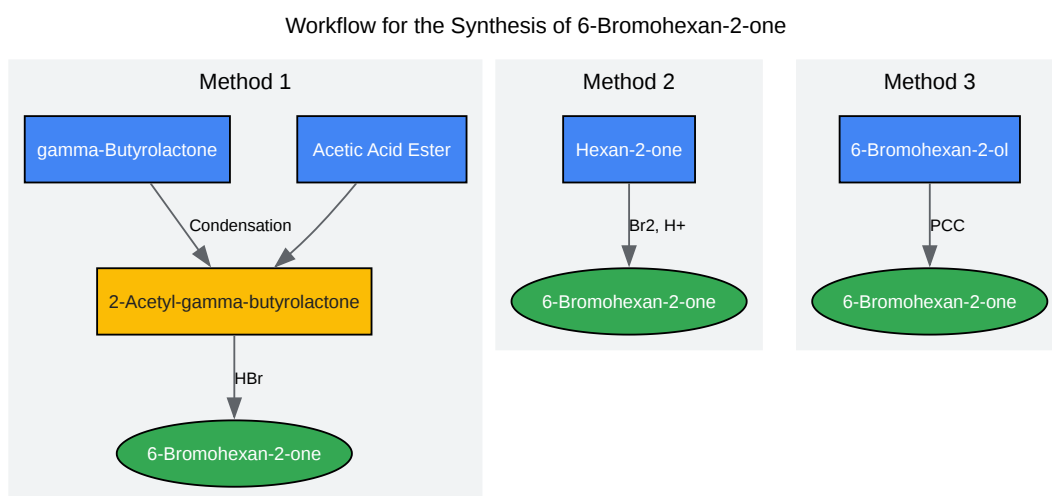 Workflow for the Synthesis of 6-Bromohexan-2-one
Method 1
gamma-Butyrolactone
Acetic Acid Ester
Condensation
2-Acetyl-gamma-butyrolactone
HBr
6-Bromohexan-2-one
Method 2
Hexan-2-one
Br2, H+
6-Bromohexan-2-one
Method 3
6-Bromohexan-2-ol
PCC
6-Bromohexan-2-one